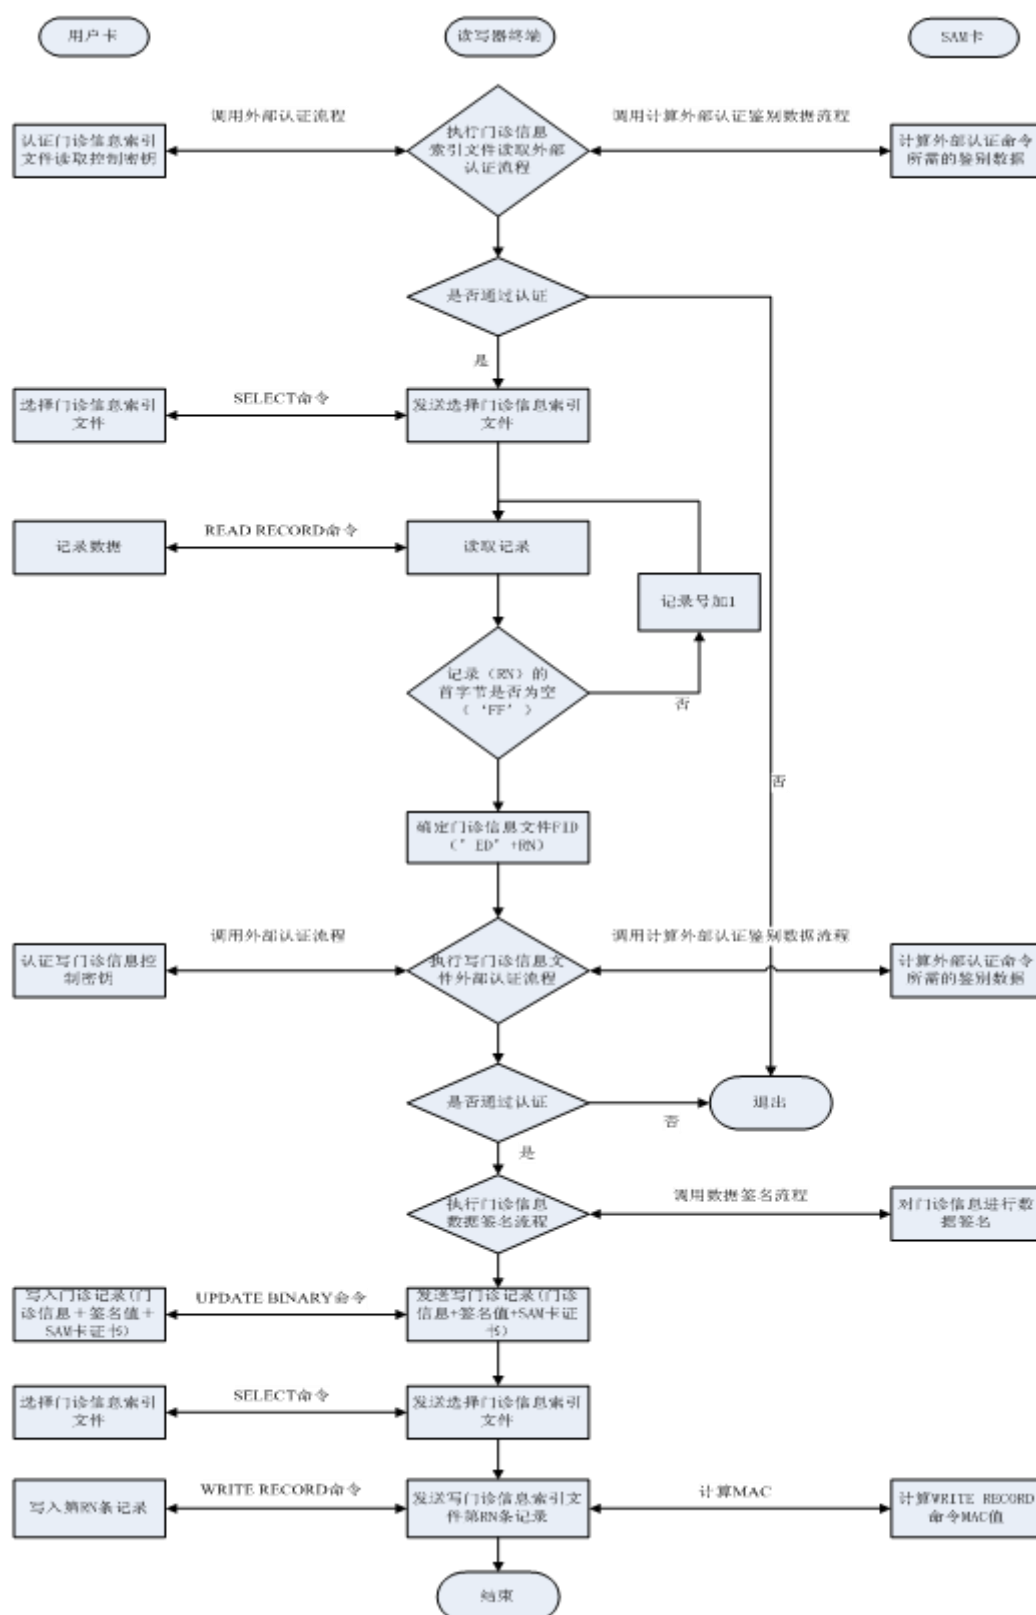 用户卡
读写器终端
SAM卡
调用外部认证流程
调用计算外部认证鉴别数据流程
认证门诊信息索引
文件读取控制密钥
执行门诊信息
索引文件读取外部
认证流程
计算外部认证命令
所需的鉴别数据
是否通过认证
是
选择门诊信息索引
文件
SELECT命令
发送选择门诊信息索引
文件
记录数据
READ RECORD命令
读取记录
记录号加1
记录（RN）的
首字节是否为空
（‘FF’）
否
否
确定门诊信息文件FID
(”ED”+RN)
调用外部认证流程
调用计算外部认证鉴别数据流程
认证写门诊信息控
制密钥
执行写门诊信息文
件外部认证流程
计算外部认证命令
所需的鉴别数据
是否通过认证
否
退出
是
执行门诊信息
数据签名流程
调用数据签名流程
对门诊信息进行数
据签名
写入门诊记录(门
诊信息＋签名值＋
SAM卡证书)
UPDATE BINARY命令
发送写门诊记录(门诊
信息+签名值+SAM卡证
书)
选择门诊信息索引
文件
SELECT命令
发送选择门诊信息索引
文件
写入第RN条记录
WRITE RECORD命令
发送写门诊信息索引文
件第RN条记录
计算MAC
计算WRITE RECORD
命令MAC值
结束